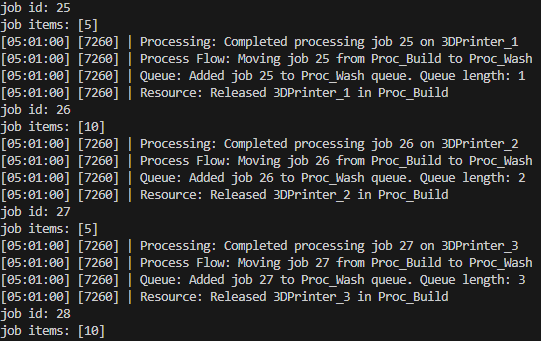 job id: 25
job items: [5]
[05:01:00] [7260] | Processing: Completed processing job 25 on 3DPrinter_1
[05:01:00] [7260] | Process Flow: Moving job 25 from Proc_Build to Proc_Wash
[05:01:00] [7260] | Queue: Added job 25 to Proc_Wash queue. Queue length: 1
[05:01:00] [7260] | Resource: Released 3DPrinter_1 in Proc_Build
job id: 26
job items: [10]
[05:01:00] [7260] | Processing: Completed processing job 26 on 3DPrinter_2
[05:01:00] [7260] | Process Flow: Moving job 26 from Proc_Build to Proc_Wash
[05:01:00] [7260] | Queue: Added job 26 to Proc_Wash queue. Queue length: 2
[05:01:00] [7260] | Resource: Released 3DPrinter_2 in Proc_Build
job id: 27
job items: [5]
[05:01:00] [7260] | Processing: Completed processing job 27 on 3DPrinter_3
[05:01:00] [7260] | Process Flow: Moving job 27 from Proc_Build to Proc_Wash
[05:01:00] [7260] | Queue: Added job 27 to Proc_Wash queue. Queue length: 3
[05:01:00] [7260] | Resource: Released 3DPrinter_3 in Proc_Build
job id: 28
job items: [10]